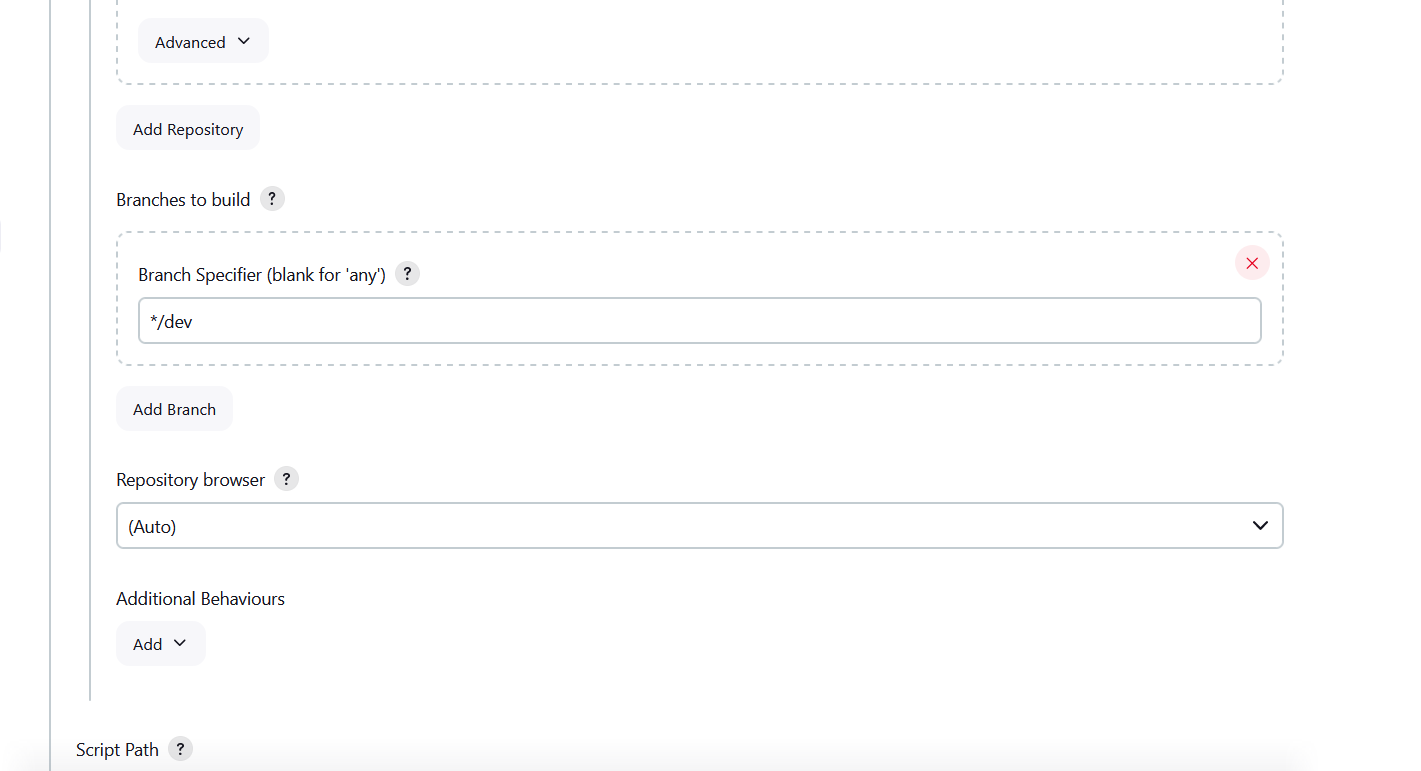 Advanced
Add Repository
Branches to build ?
Branch Specifier (blank for 'any') ?
*/dev
Add Branch
Repository browser ?
(Auto)
Additional Behaviours
Add
Script Path ?